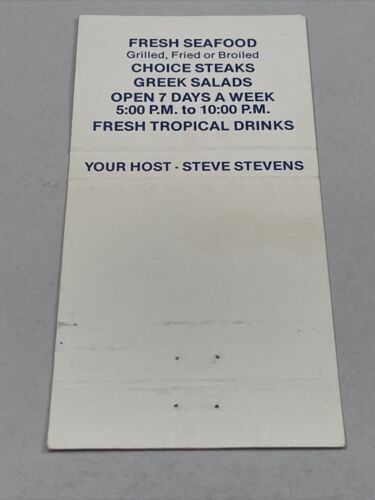 FRESH SEAFOOD
Grilled, Fried or Broiled
CHOICE STEAKS
GREEK SALADS
OPEN 7 DAYS A WEEK
5:00 P.M. to 10:00 P.M.
FRESH TROPICAL DRINKS
YOUR HOST - STEVE STEVENS